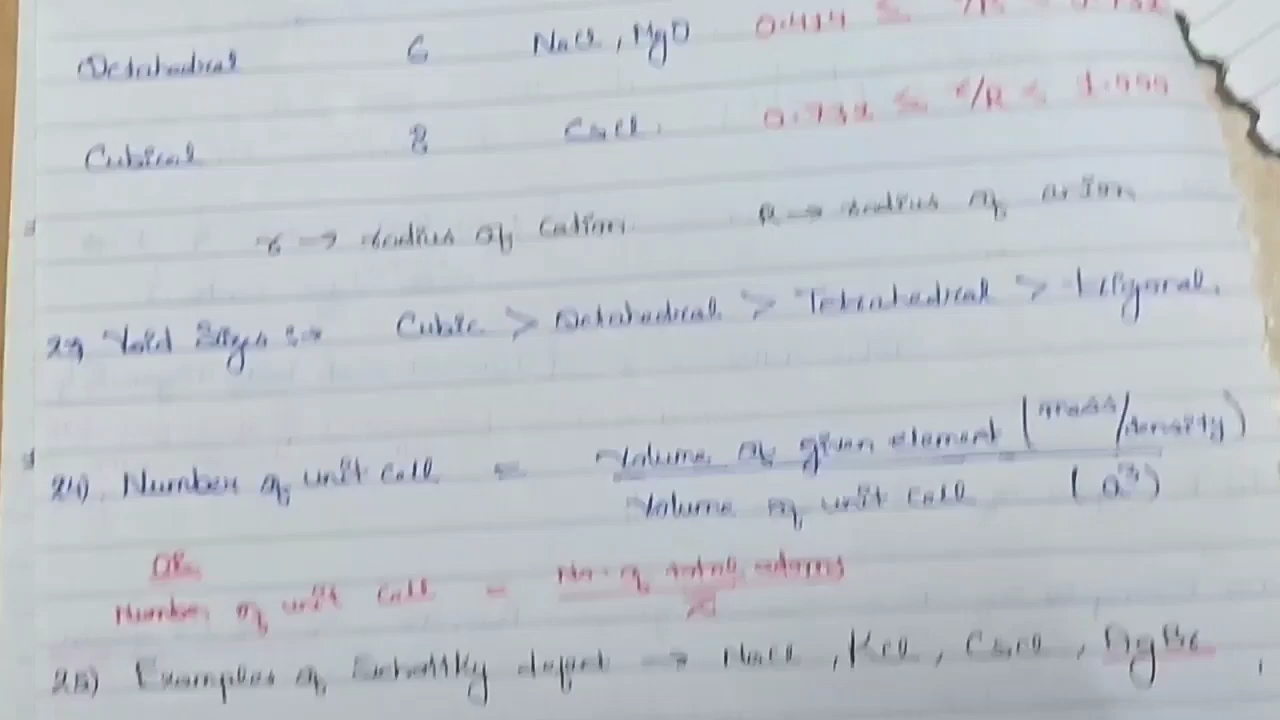 Octahedral 6 NaCl, MgO 0.414 ≤
Cubical 8 CsCl. 0.732 ≤ r/R ≤ 1.999
r → radius of cation. R → radius of anion
23) Void Size :→ Cubic > Octahedral > Tetrahedral > Trigonal.
24). Number of unit cell = Volume of given element (mass/density)
Volume of unit cell (a³)
OR
Number of unit cell = No. of total atoms
Z
25) Examples of Schottky defect → NaCl, KCl, CsCl, AgBr,